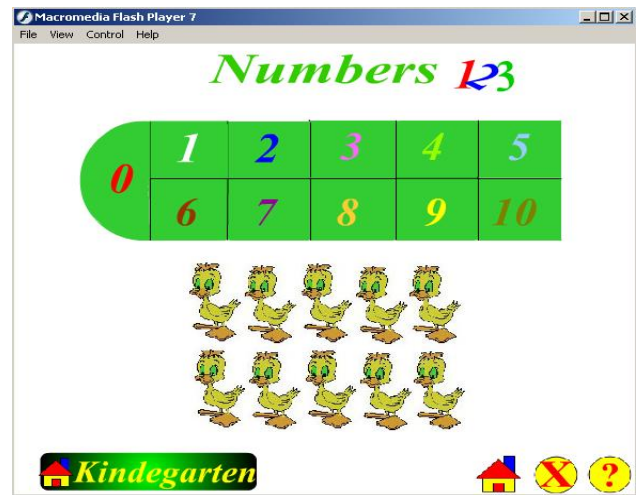 Macromedia Flash Player 7
File View Control Help
Numbers 123
0
1 2 3 4 5
6 7 8 9 10
Kindegarten
X ?